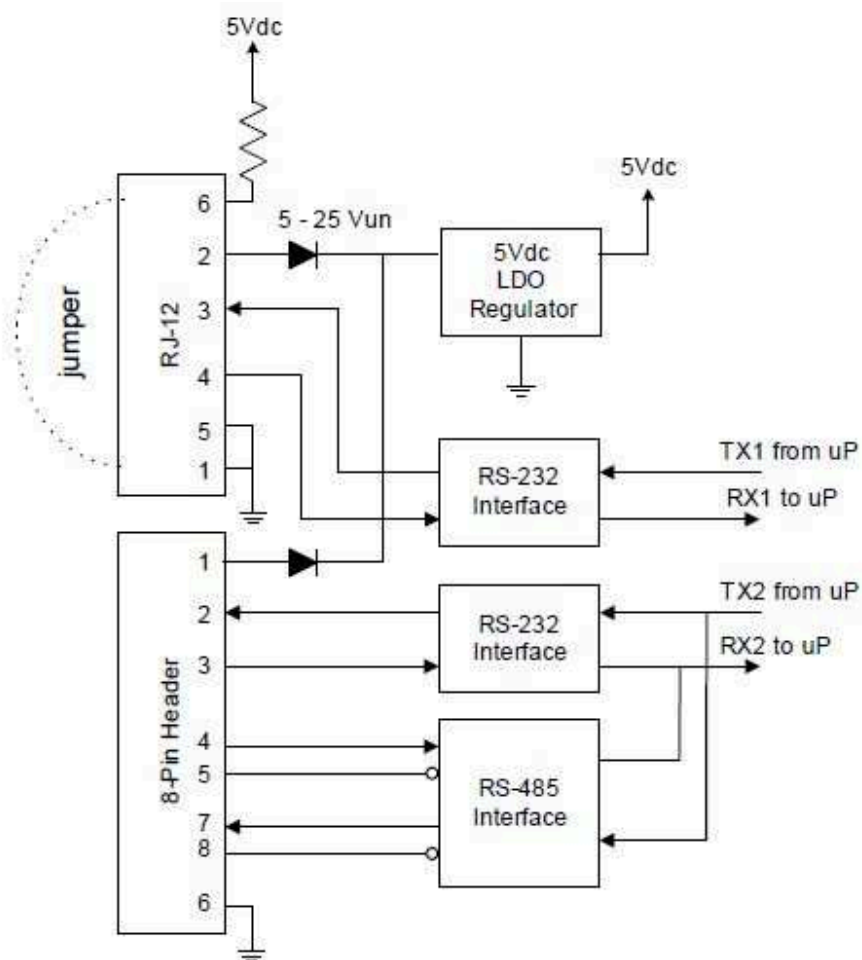 5Vdc
5Vdc
5 - 25 Vun
5Vdc
LDO
Regulator
jumper
RJ-12
6
2
3
4
5
1
RS-232
Interface
TX1 from uP
RX1 to uP
8-Pin Header
1
2
3
4
5
7
8
6
RS-232
Interface
TX2 from uP
RX2 to uP
RS-485
Interface